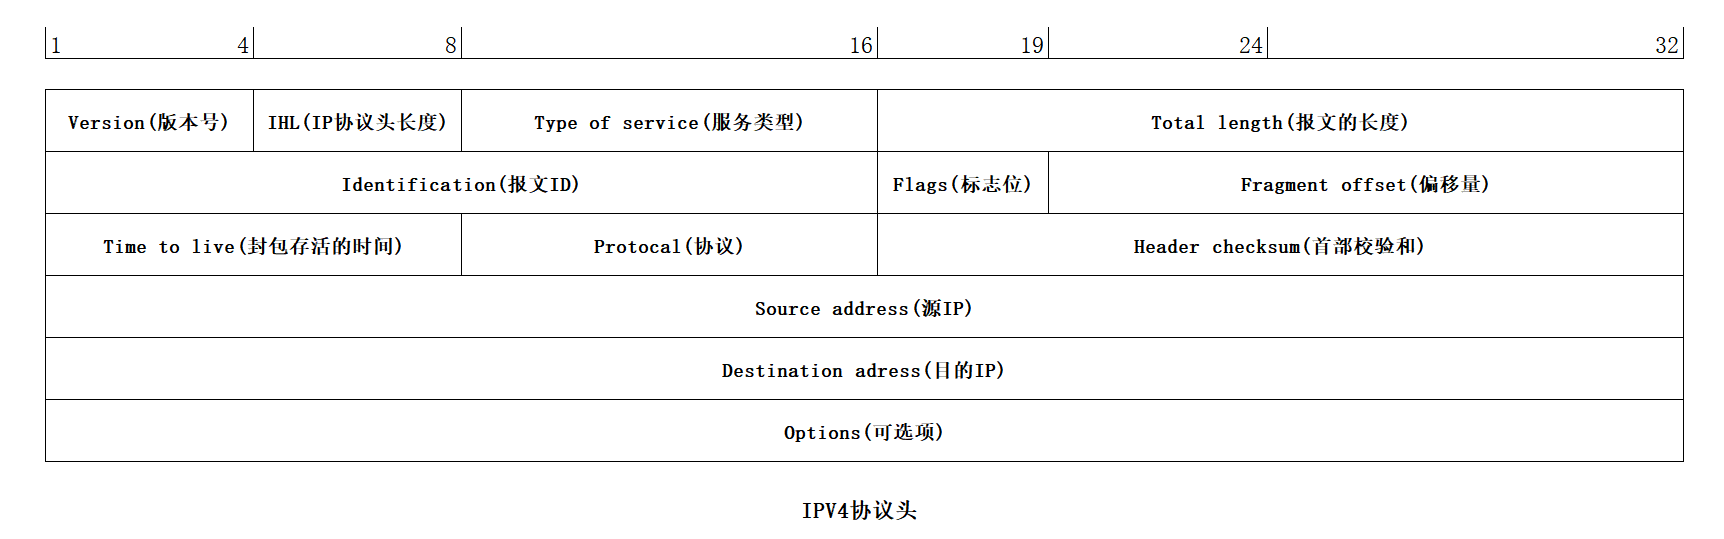 1 4 8 16 19 24 32
Version(版本号) IHL(IP协议头长度) Type of service(服务类型) Total length(报文的长度)
Identification(报文ID) Flags(标志位) Fragment offset(偏移量)
Time to live(封包存活的时间) Protocal(协议) Header checksum(首部校验和)
Source address(源IP)
Destination adress(目的IP)
Options(可选项)
IPV4协议头